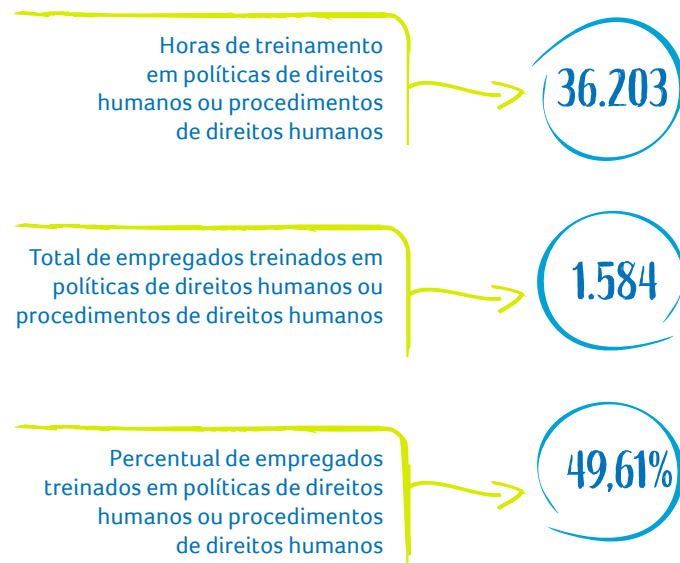 Horas de treinamento
em políticas de direitos
humanos ou procedimentos
de direitos humanos
36.203
Total de empregados treinados em
políticas de direitos humanos ou
procedimentos de direitos humanos
1.584
Percentual de empregados
treinados em políticas de direitos
humanos ou procedimentos
de direitos humanos
49,61%